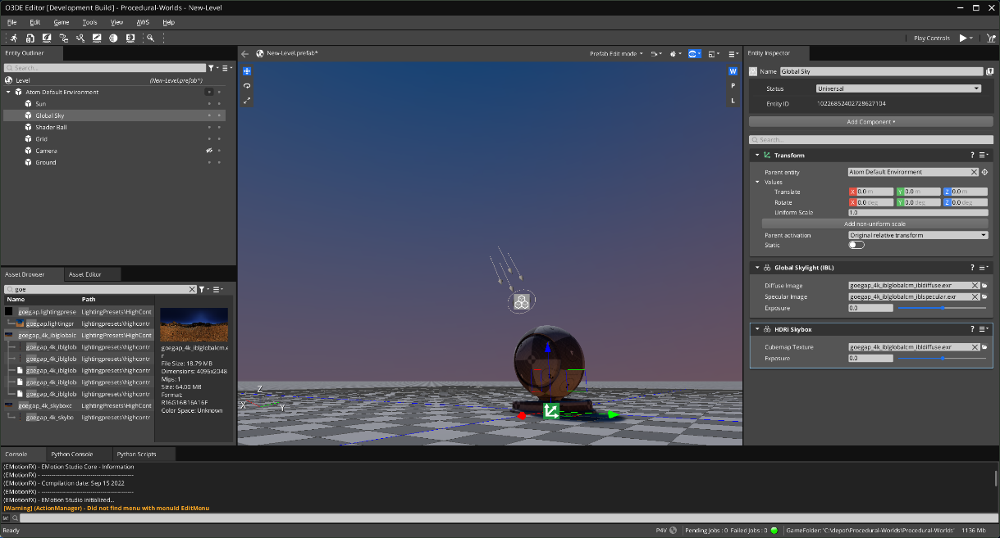 O3DE Editor [Development Build] - Procedural-Worlds - New-Level
File Edit Game Tools View AWS Help
Play Controls
Entity Outliner
Search...
Level (New-Level.prefab*)
Atom Default Environment
Sun
Global Sky
Shader Ball
Grid
Camera
Ground
New-Level.prefab*
Prefab Edit mode
W
P
L
Z
X
Y
Asset Browser Asset Editor
goe
Name Path
goegap.lightingprese LightingPresets\HighCont
goegap.lightingpr lightingpresets\highcontr
goegap_4k_iblglobalc LightingPresets\HighCont
goegap_4k_iblglob lightingpresets\highcontr
goegap_4k_iblglob lightingpresets\highcontr
goegap_4k_iblglob lightingpresets\highcontr
goegap_4k_iblglob lightingpresets\highcontr
goegap_4k_iblglob lightingpresets\highcontr
goegap_4k_skyboxc LightingPresets\HighCont
goegap_4k_skybo lightingpresets\highcontr
goegap_4k_iblglobalcm.e
r
File Size: 18.79 MB
Dimensions: 4096x2048
Mips: 1
Size: 64.00 MB
Format:
R16G16B16A16F
Color Space: Unknown
Entity Inspector
Name Global Sky
Status Universal
Entity ID 10226852402728627104
Add Component
Search...
Transform ?
Parent entity Atom Default Environment
Values
Translate X 0.0 m Y 0.0 m Z 0.0 m
Rotate X 0.0 deg Y 0.0 deg Z 0.0 deg
Uniform Scale 1.0
Add non-uniform scale
Parent activation Original relative transform
Static
Global Skylight (IBL) ?
Diffuse Image goegap_4k_iblglobalcm_ibldiffuse.exr
Specular Image goegap_4k_iblglobalcm_iblspecular.exr
Exposure 0.0
HDRi Skybox ?
Cubemap Texture goegap_4k_iblglobalcm_ibldiffuse.exr
Exposure 0.0
Console Python Console Python Scripts
(EMotionFX) - EMotion Studio Core - Information
(EMotionFX) - -----------------------------------------------
(EMotionFX) - Compilation date: Sep 15 2022
(EMotionFX) - -----------------------------------------------
(EMotionFX) - EMotion Studio initialized...
[Warning] (ActionManager) - Did not find menu with menuId EditMenu
Ready
P4V Pending Jobs : 0 Failed Jobs : 0 GameFolder: 'C:\depot\Procedural-Worlds\Procedural-Worlds' 1136 Mb